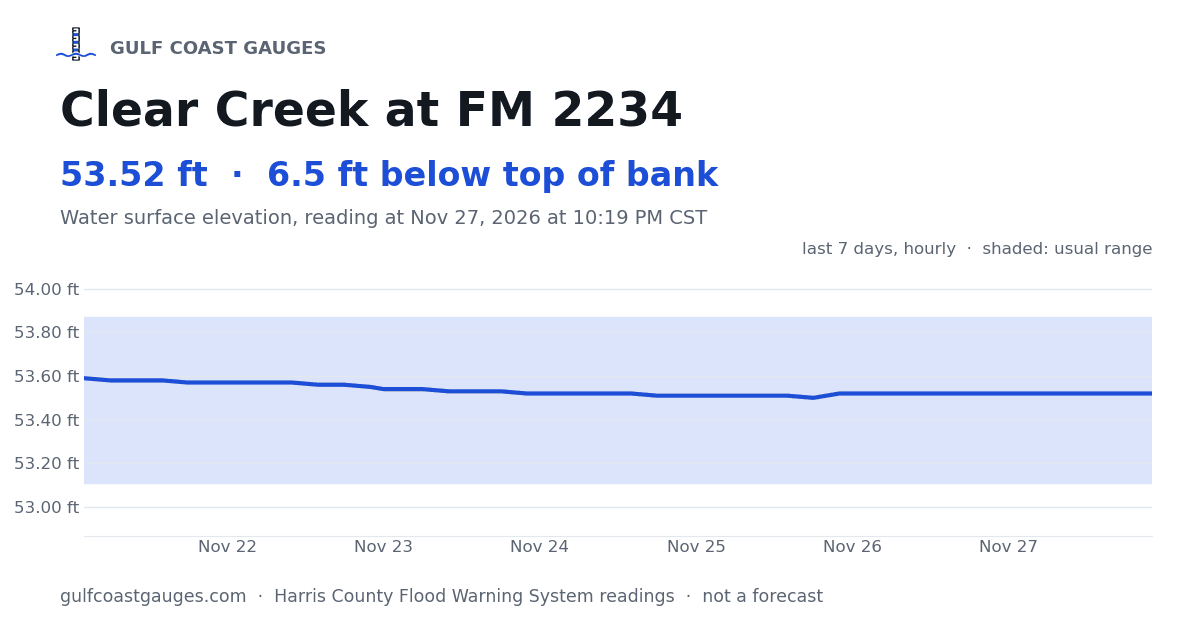 GULF COAST GAUGES
Clear Creek at FM 2234
53.52 ft · 6.5 ft below top of bank
Water surface elevation, reading at Nov 27, 2026 at 10:19 PM CST
last 7 days, hourly · shaded: usual range
54.00 ft
53.80 ft
53.60 ft
53.40 ft
53.20 ft
53.00 ft
Nov 22 Nov 23 Nov 24 Nov 25 Nov 26 Nov 27
gulfcoastgauges.com · Harris County Flood Warning System readings · not a forecast